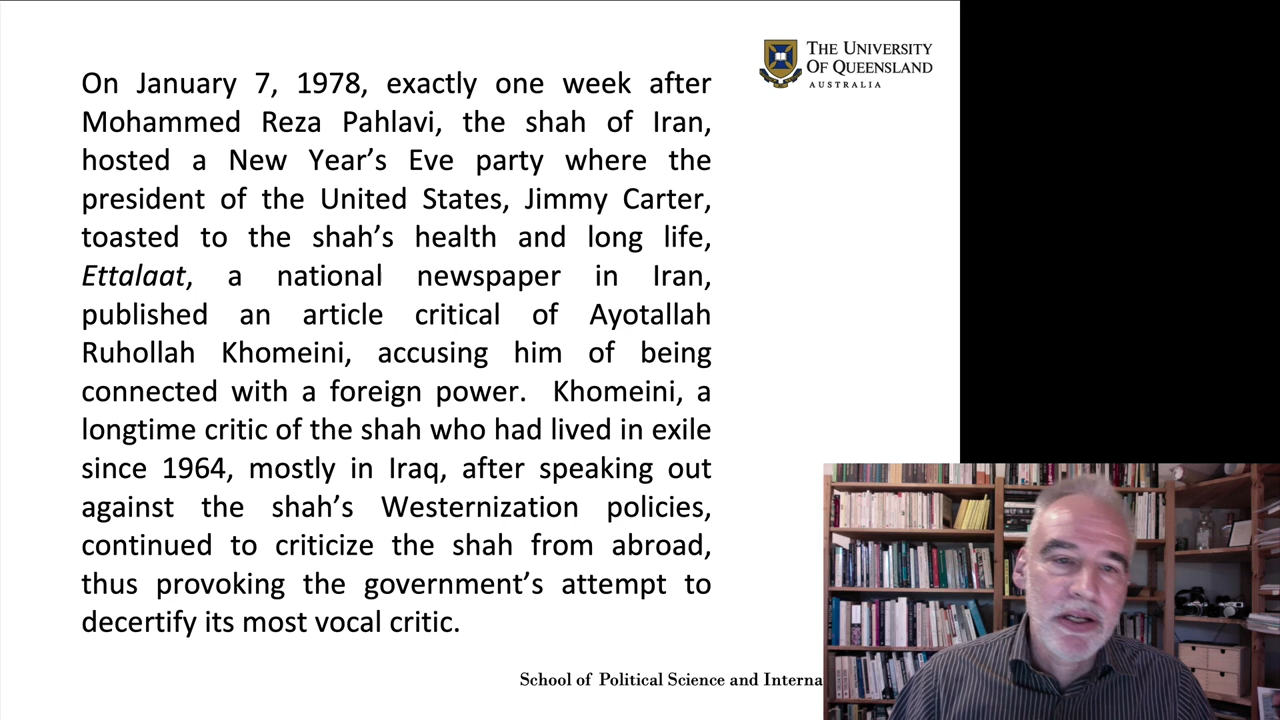 THE UNIVERSITY
OF QUEENSLAND
AUSTRALIA
On January 7, 1978, exactly one week after
Mohammed Reza Pahlavi, the shah of Iran,
hosted a New Year’s Eve party where the
president of the United States, Jimmy Carter,
toasted to the shah’s health and long life,
Ettalaat, a national newspaper in Iran,
published an article critical of Ayotallah
Ruhollah Khomeini, accusing him of being
connected with a foreign power. Khomeini, a
longtime critic of the shah who had lived in exile
since 1964, mostly in Iraq, after speaking out
against the shah’s Westernization policies,
continued to criticize the shah from abroad,
thus provoking the government’s attempt to
decertify its most vocal critic.
School of Political Science and Interna